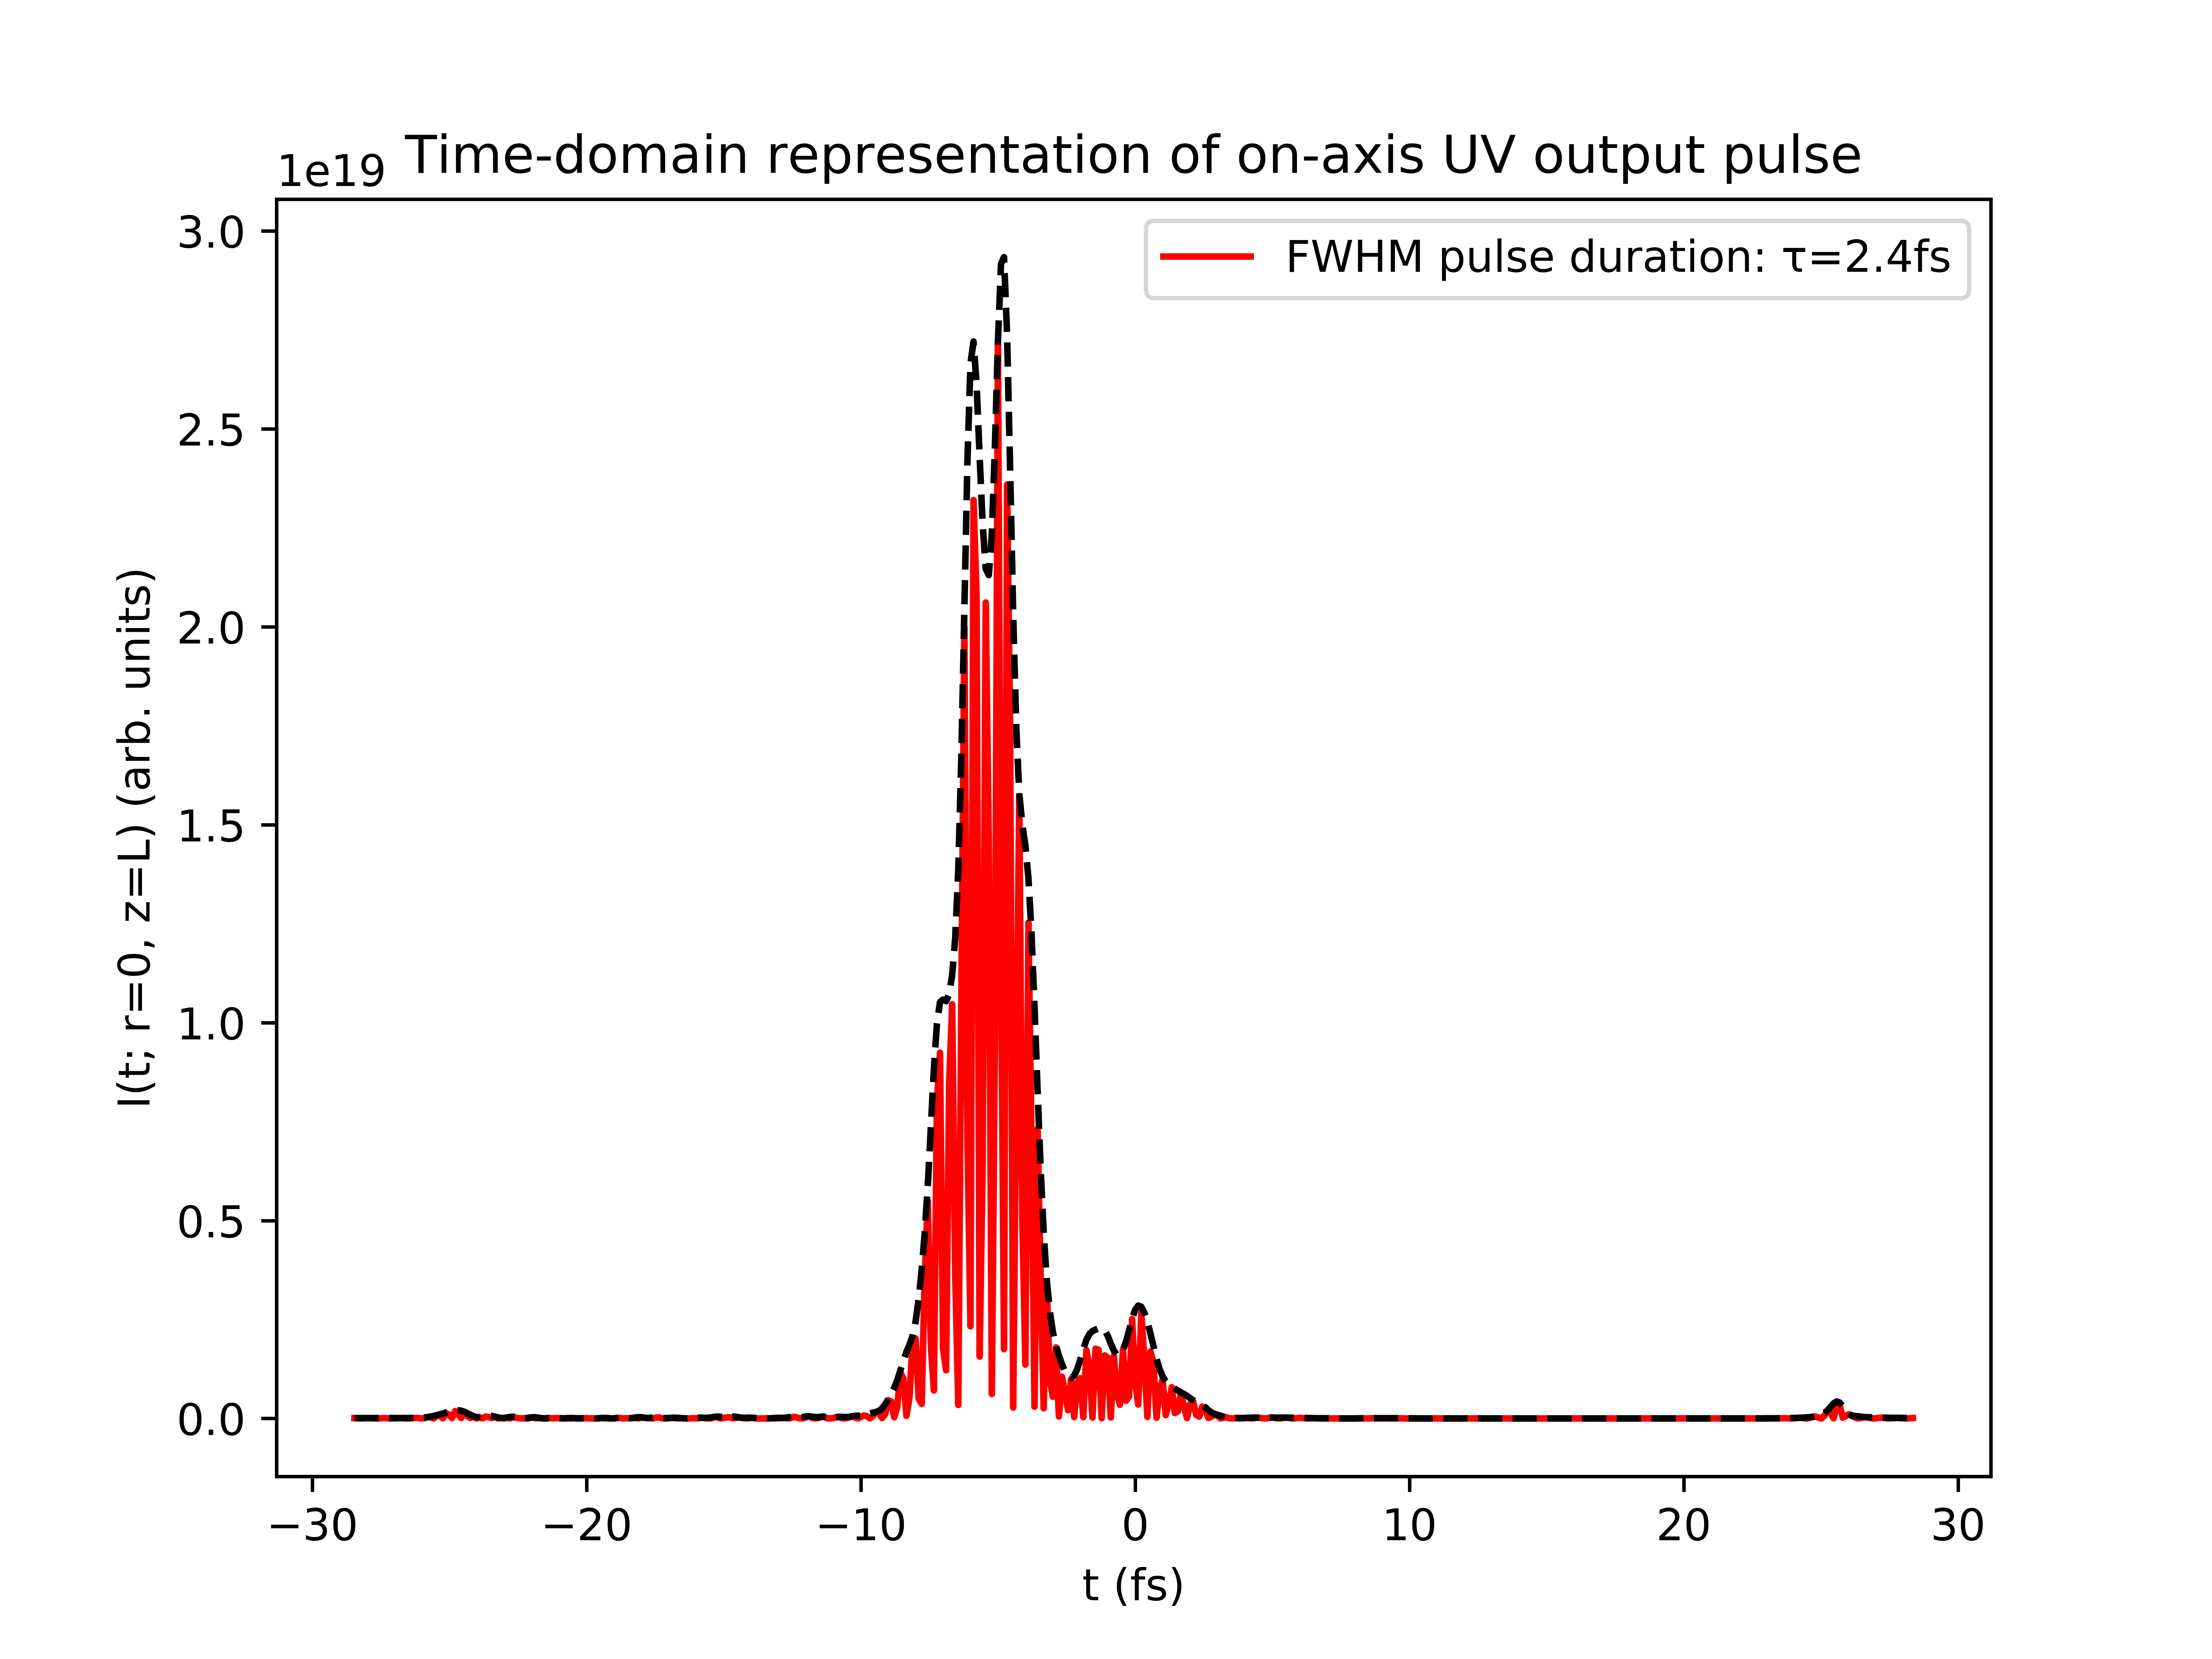 Time-domain representation of on-axis UV output pulse
1e19
FWHM pulse duration: τ=2.4fs
3.0
2.5
2.0
1.5
1.0
0.5
0.0
I(t; r=0, z=L) (arb. units)
−30 −20 −10 0 10 20 30
t (fs)